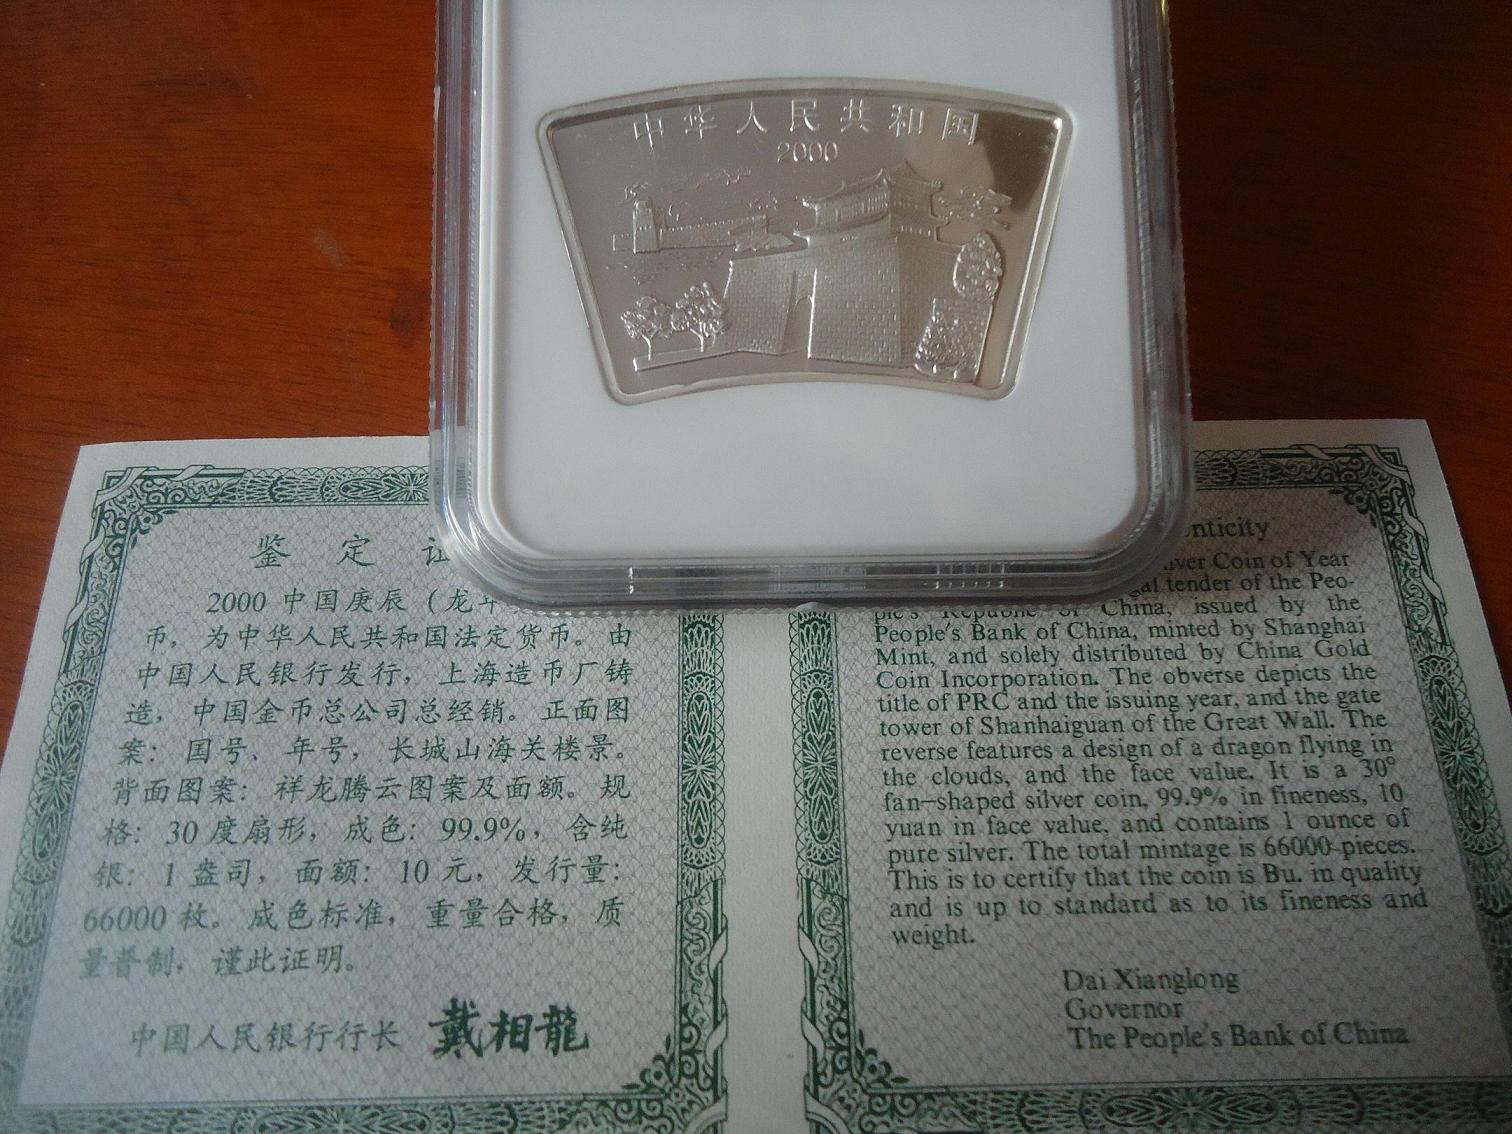 中华人民共和国
2000
鉴 定
2000 中国庚辰 (龙年
币，为中华人民共和国法定货币。由
中国人民银行发行，上海造币厂铸
造，中国金币总公司总经销。正面图
案：国号、年号，长城山海关楼景。
背面图案：祥龙腾云图案及面额。规
格：30 度扇形，成色：99.9%，含纯
银：1 盎司，面额：10 元，发行量：
66000 枚。成色标准，重量合格，质
量普制，谨此证明。
中国人民银行行长 戴相龍
nticity
lver Coin of Year
al tender of the Peo-
ple's Republic of China, issued by the
People's Bank of China, minted by Shanghai
Mint, and solely distributed by China Gold
Coin Incorporation. The obverse depicts the
title of PRC and the issuing year, and the gate
tower of Shanhaiguan of the Great Wall. The
reverse features a design of a dragon flying in
the clouds, and the face value. It is a 30°
fan-shaped silver coin, 99.9% in fineness, 10
yuan in face value, and contains 1 ounce of
pure silver. The total mintage is 66000 pieces.
This is to certify that the coin is Bu. in quality
and is up to standard as to its fineness and
weight.
Dai Xianglong
Governor
The People's Bank of China